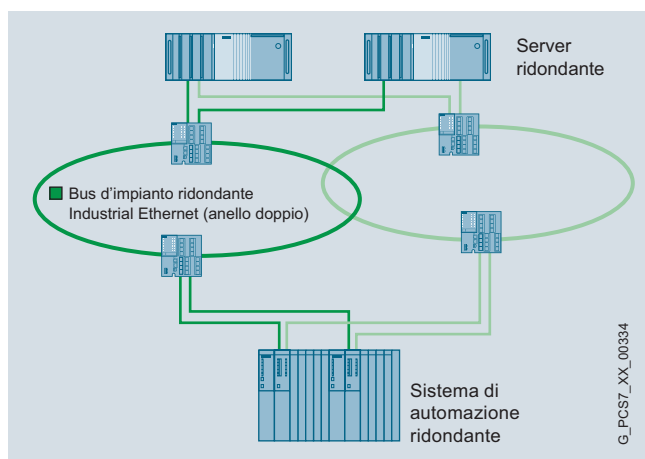 Server
ridondante
Bus d'impianto ridondante
Industrial Ethernet (anello doppio)
Sistema di
automazione
ridondante
G_PCS7_XX_00334